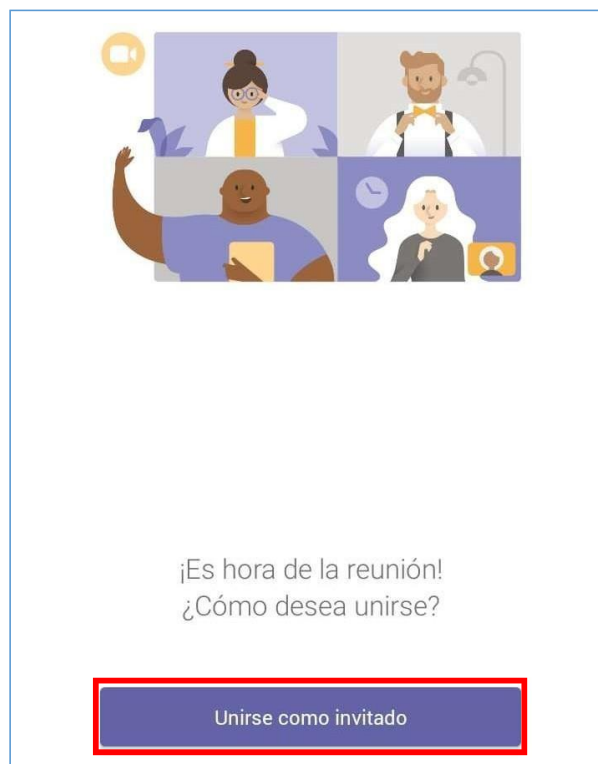 ¡Es hora de la reunión!
¿Cómo desea unirse?
Unirse como invitado